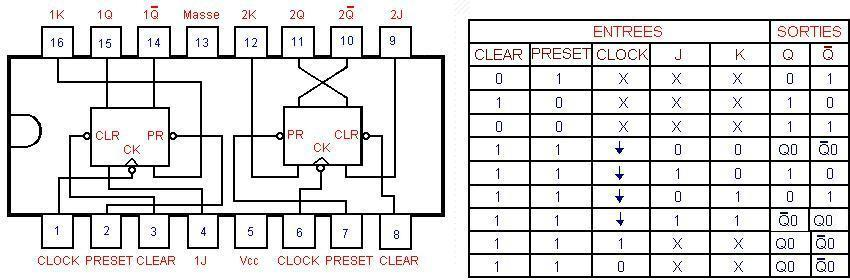 1K 1Q 1Q̅ Masse 2K 2Q 2Q̅ 2J
16 15 14 13 12 11 10 9
CLR PR PR CLR
CK CK
1 2 3 4 5 6 7 8
CLOCK PRESET CLEAR 1J Vcc CLOCK PRESET CLEAR
ENTREES SORTIES
CLEAR PRESET CLOCK J K Q Q̅
0 1 X X X 0 1
1 0 X X X 1 0
0 0 X X X 1 1
1 1 ↓ 0 0 Q0 Q̅0
1 1 ↓ 1 0 1 0
1 1 ↓ 0 1 0 1
1 1 ↓ 1 1 Q̅0 Q0
1 1 1 X X Q0 Q̅0
1 1 0 X X Q0 Q̅0